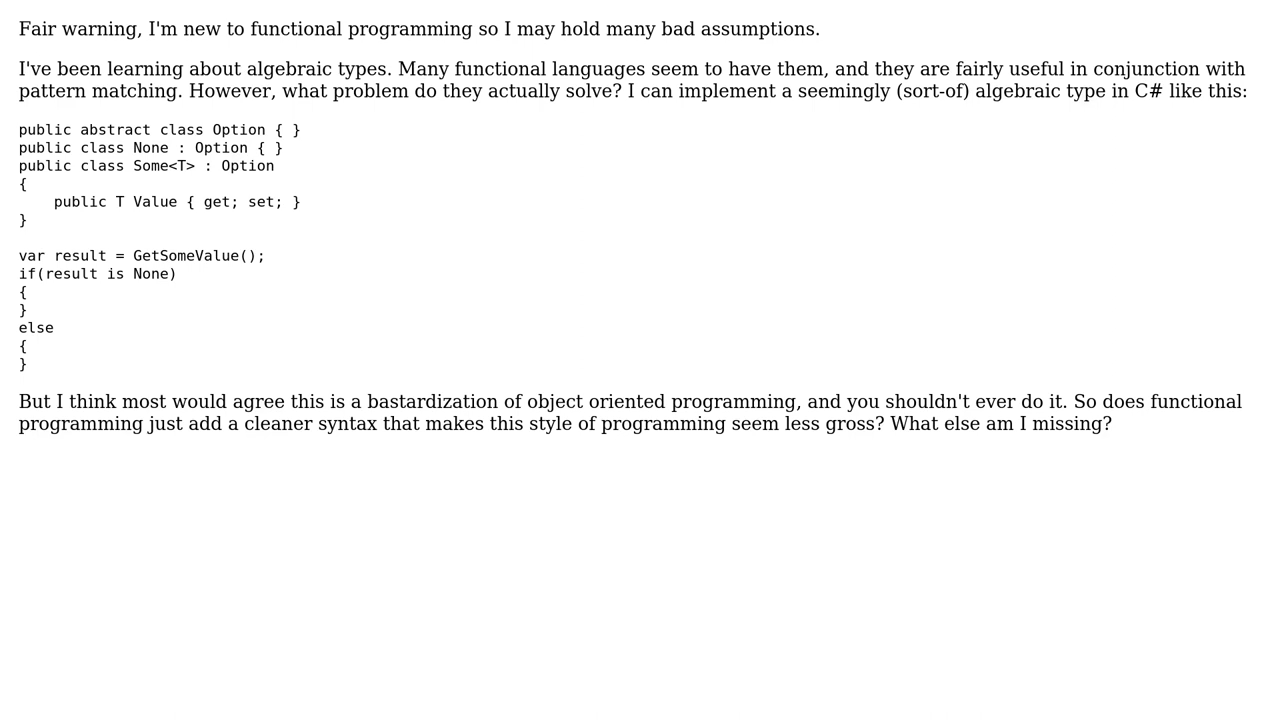 Fair warning, I'm new to functional programming so I may hold many bad assumptions.
I've been learning about algebraic types. Many functional languages seem to have them, and they are fairly useful in conjunction with
pattern matching. However, what problem do they actually solve? I can implement a seemingly (sort-of) algebraic type in C# like this:
public abstract class Option { }
public class None : Option { }
public class Some<T> : Option
{
    public T Value { get; set; }
}

var result = GetSomeValue();
if(result is None)
{
}
else
{
}
But I think most would agree this is a bastardization of object oriented programming, and you shouldn't ever do it. So does functional
programming just add a cleaner syntax that makes this style of programming seem less gross? What else am I missing?